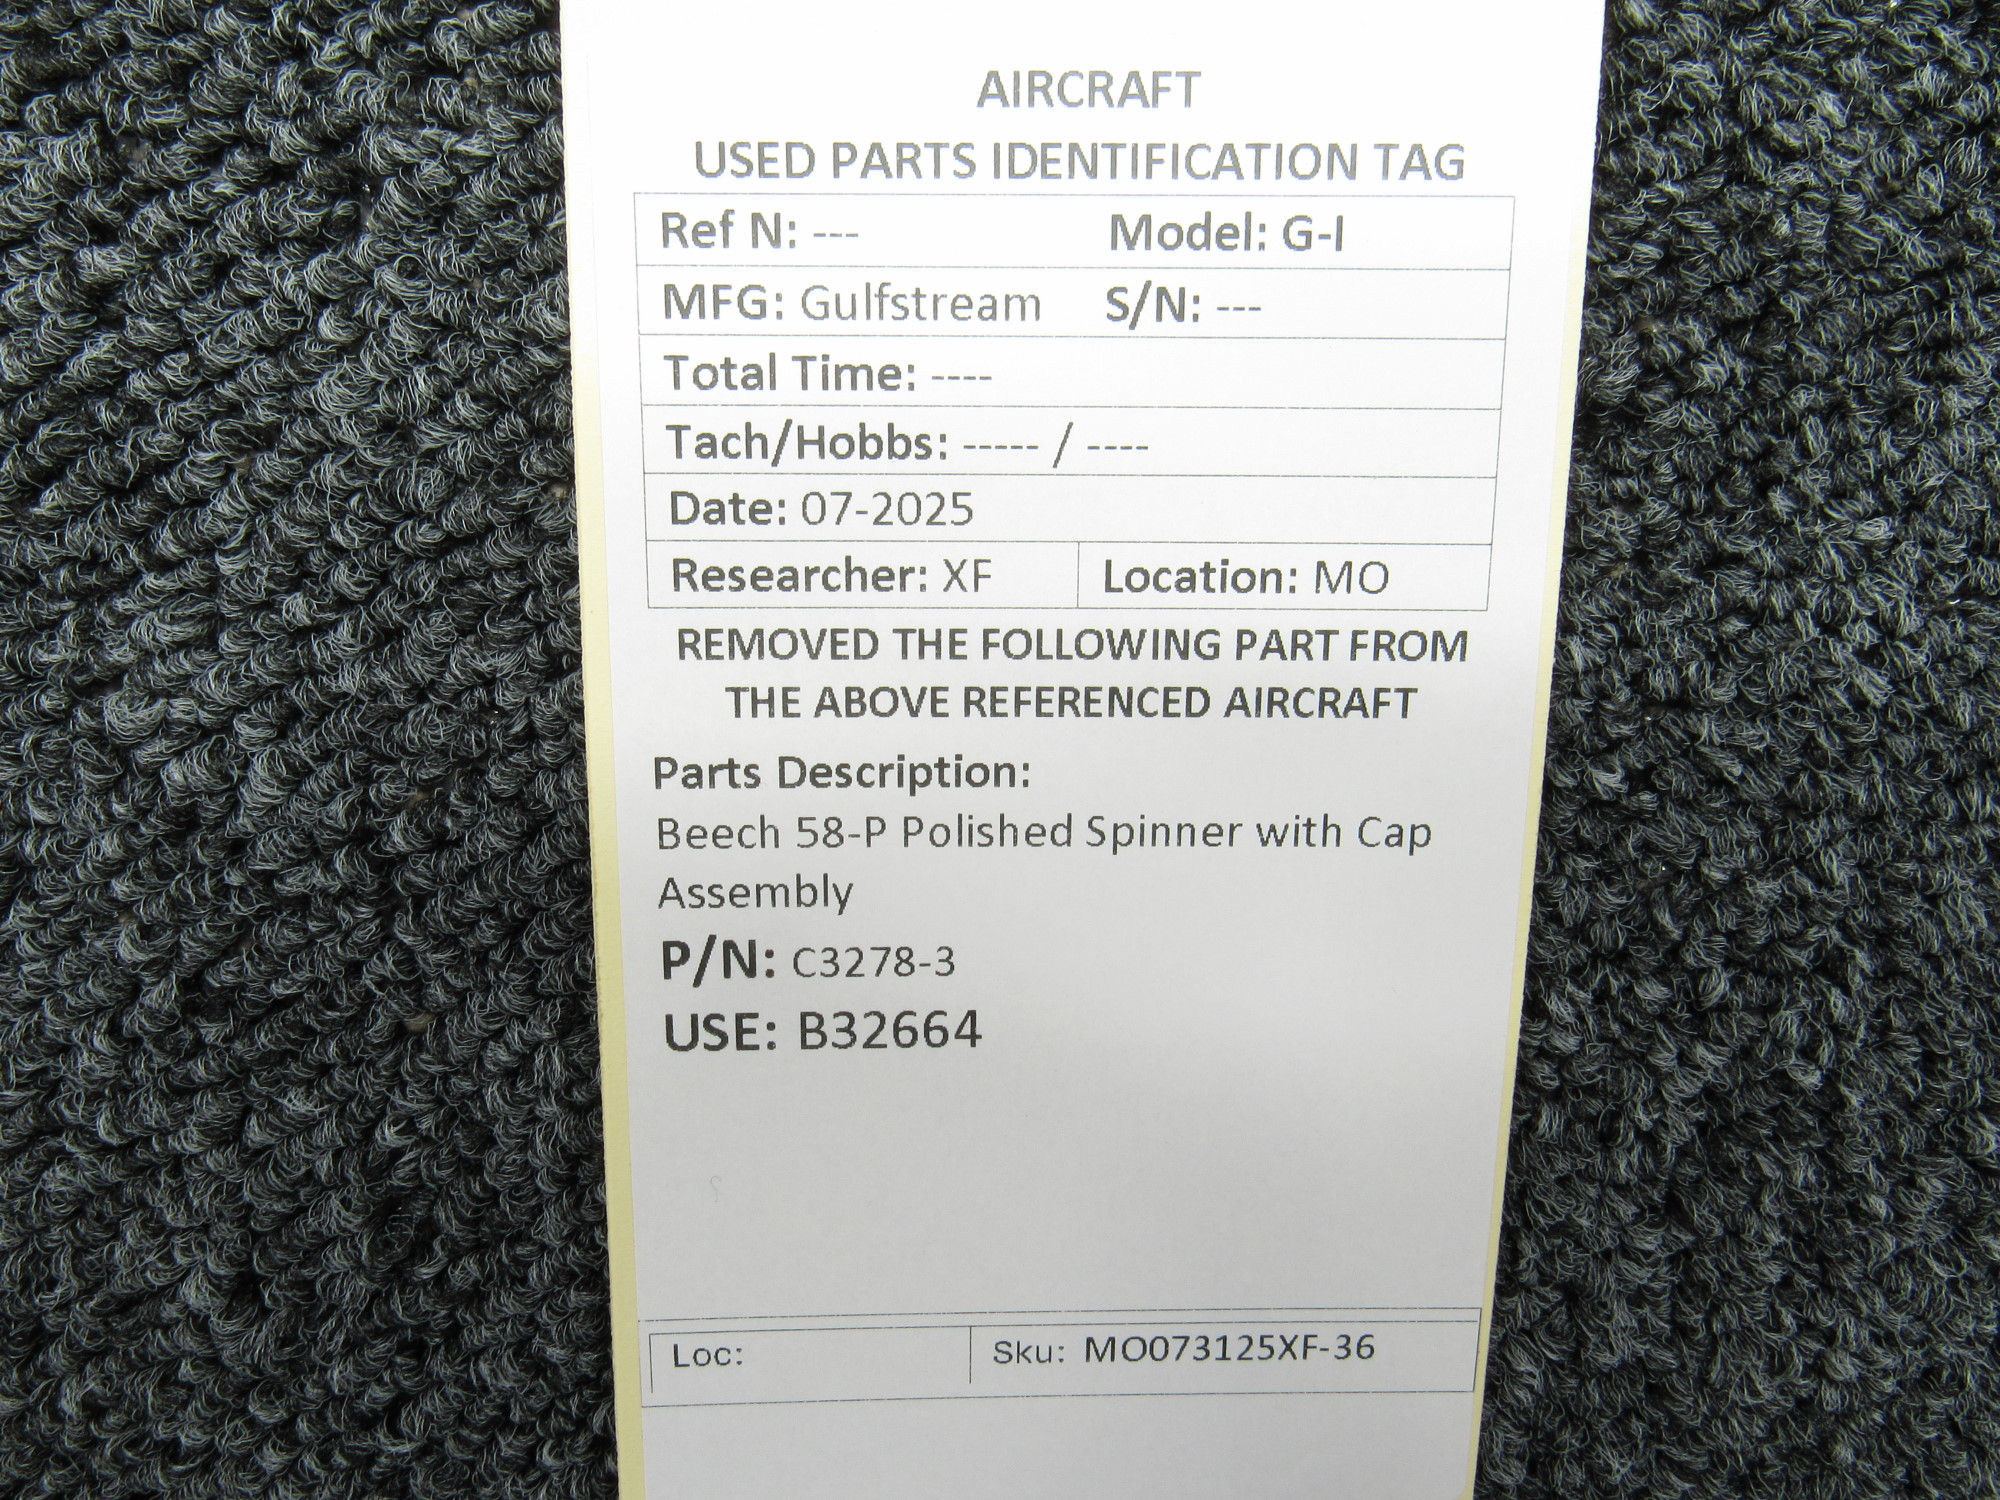 AIRCRAFT
USED PARTS IDENTIFICATION TAG
Ref N: --- Model: G-I
MFG: Gulfstream S/N: ---
Total Time: ----
Tach/Hobbs: ----- / ----
Date: 07-2025
Researcher: XF Location: MO
REMOVED THE FOLLOWING PART FROM
THE ABOVE REFERENCED AIRCRAFT
Parts Description:
Beech 58-P Polished Spinner with Cap
Assembly
P/N: C3278-3
USE: B32664
Loc: Sku: MO073125XF-36